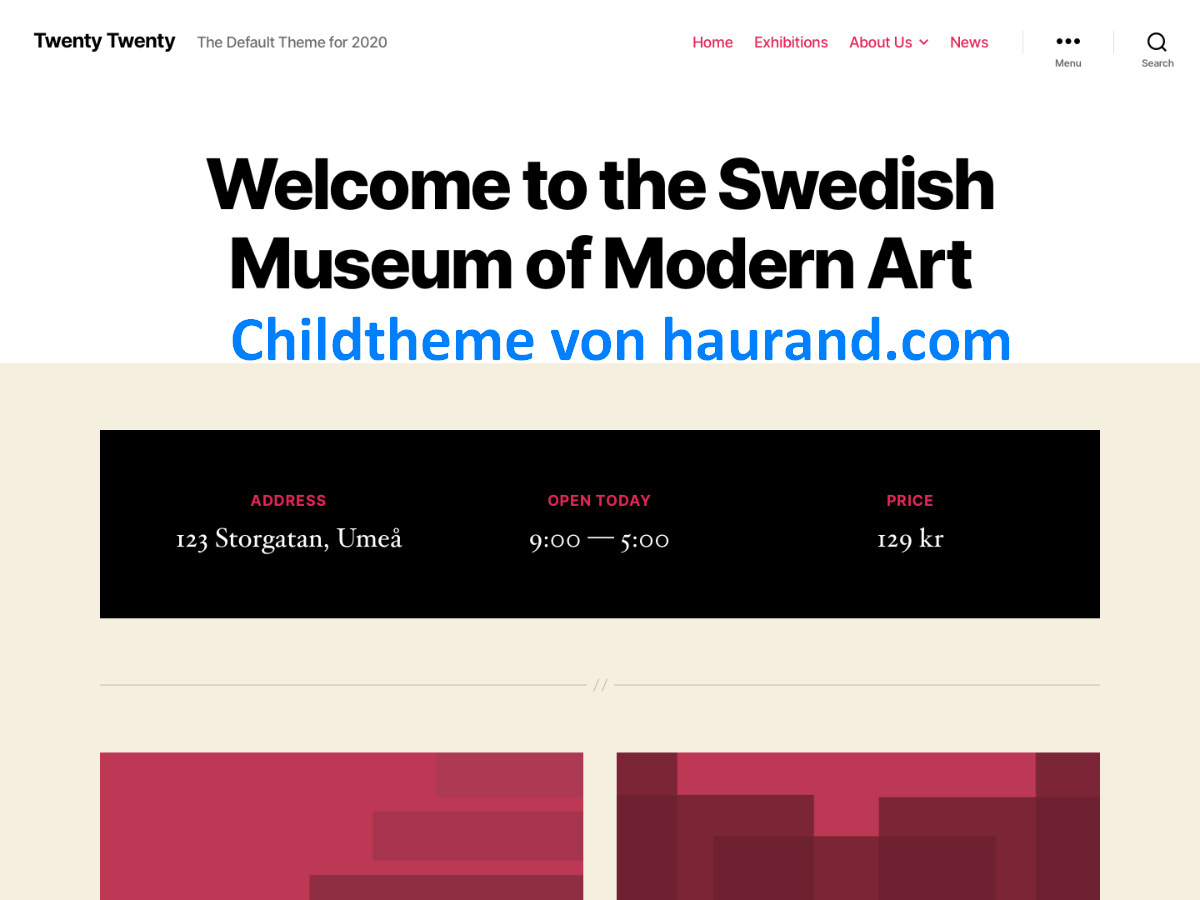 Twenty Twenty The Default Theme for 2020 Home Exhibitions About Us News
Menu Search
Welcome to the Swedish
Museum of Modern Art
Childtheme von haurand.com
ADDRESS OPEN TODAY PRICE
123 Storgatan, Umeå 9:00 — 5:00 129 kr
//